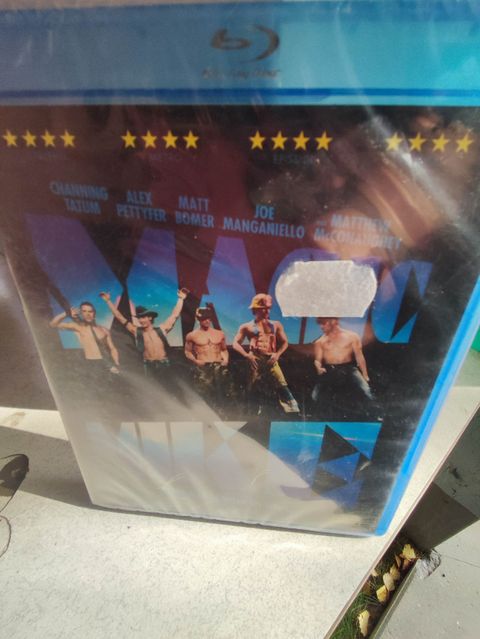 Blu-ray Disc
CHANNING TATUM
ALEX PETTYFER
MATT BOMER
JOE MANGANIELLO
MATTHEW McCONAUGHEY
MAGIC
MIKE